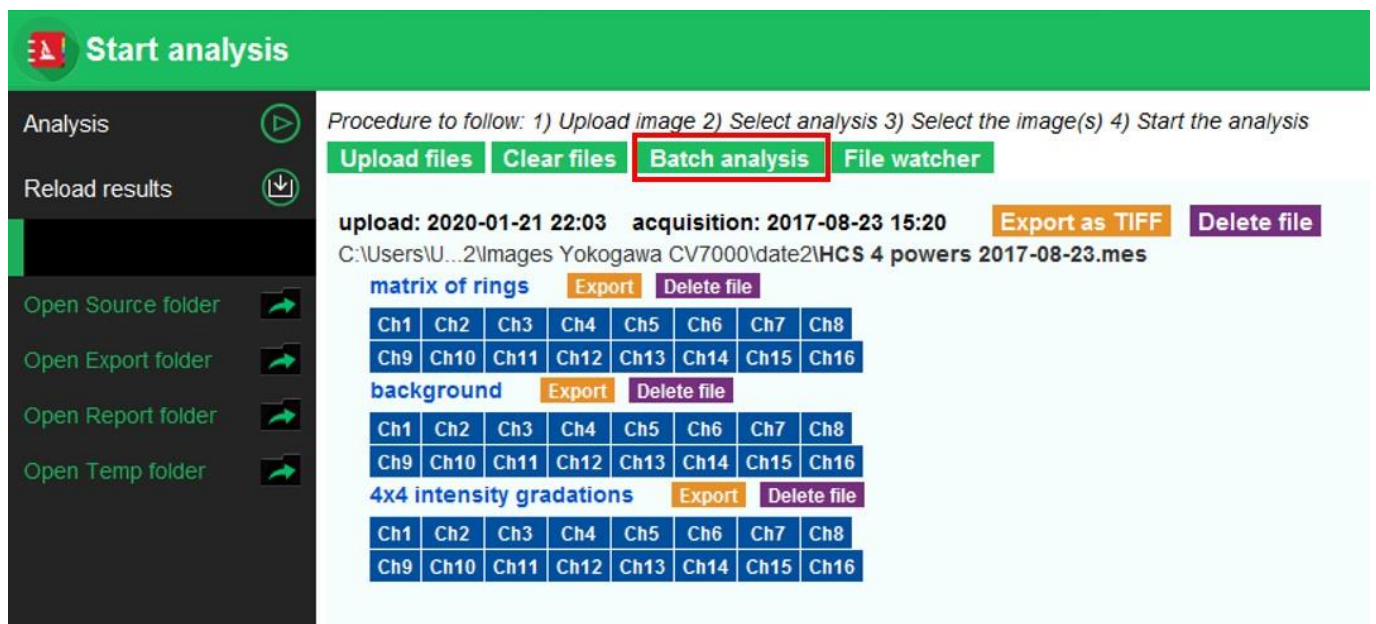 Start analysis
Analysis
Reload results
Open Source folder
Open Export folder
Open Report folder
Open Temp folder
Procedure to follow: 1) Upload image 2) Select analysis 3) Select the image(s) 4) Start the analysis
Upload files Clear files Batch analysis File watcher
upload: 2020-01-21 22:03 acquisition: 2017-08-23 15:20 Export as TIFF Delete file
C:\Users\U...2\Images Yokogawa CV7000\date2\HCS 4 powers 2017-08-23.mes
matrix of rings Export Delete file
Ch1 Ch2 Ch3 Ch4 Ch5 Ch6 Ch7 Ch8
Ch9 Ch10 Ch11 Ch12 Ch13 Ch14 Ch15 Ch16
background Export Delete file
Ch1 Ch2 Ch3 Ch4 Ch5 Ch6 Ch7 Ch8
Ch9 Ch10 Ch11 Ch12 Ch13 Ch14 Ch15 Ch16
4x4 intensity gradations Export Delete file
Ch1 Ch2 Ch3 Ch4 Ch5 Ch6 Ch7 Ch8
Ch9 Ch10 Ch11 Ch12 Ch13 Ch14 Ch15 Ch16